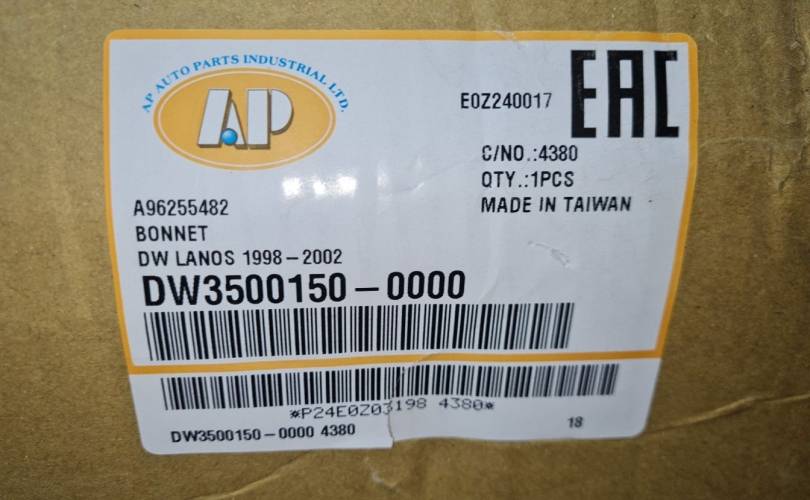 AP AUTO PARTS INDUSTRIAL LTD.
AP
E0Z240017
EAC
C/NO.:4380
QTY.:1PCS
MADE IN TAIWAN
A96255482
BONNET
DW LANOS 1998-2002
DW3500150-0000
*P24E0Z03198 4380*
DW3500150-0000 4380
18